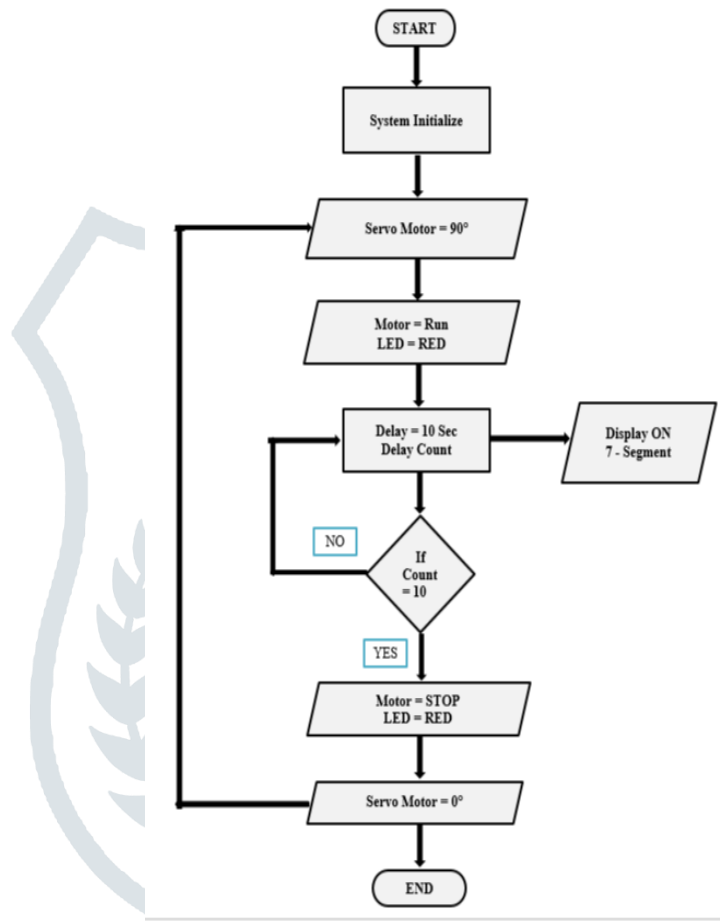 START
System Initialize
Servo Motor = 90°
Motor = Run
LED = RED
Delay = 10 Sec
Delay Count
Display ON
7 - Segment
NO
If
Count
= 10
YES
Motor = STOP
LED = RED
Servo Motor = 0°
END